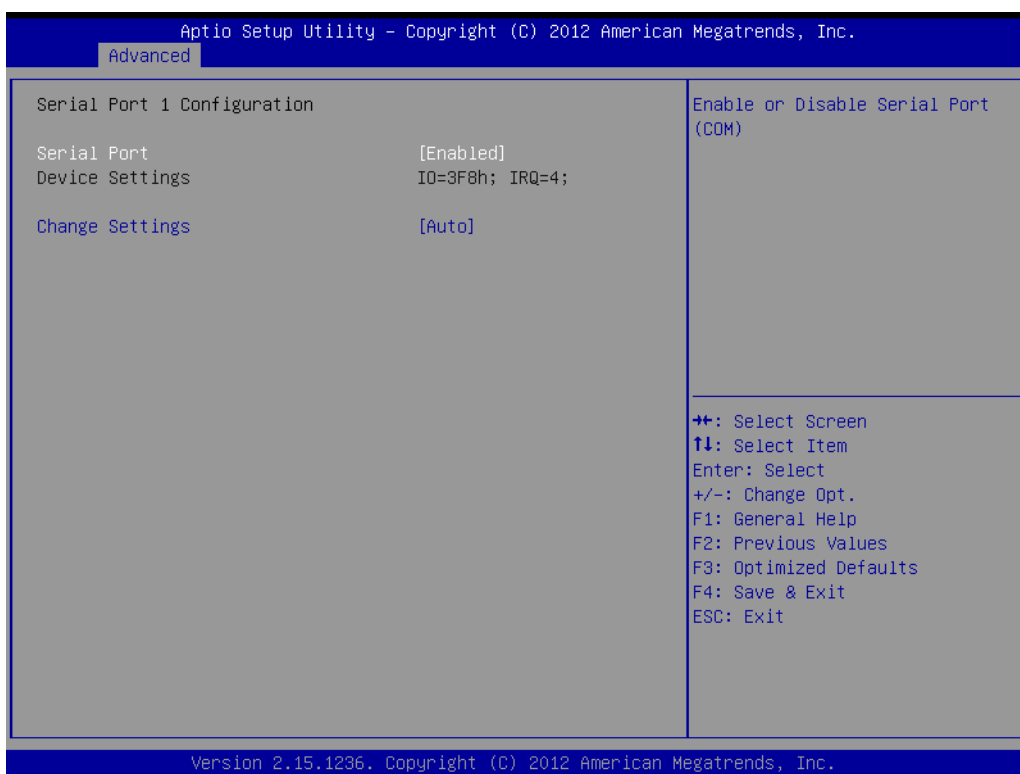 Aptio Setup Utility – Copyright (C) 2012 American Megatrends, Inc.
Advanced
Serial Port 1 Configuration
Serial Port [Enabled]
Device Settings IO=3F8h; IRQ=4;
Change Settings [Auto]
Enable or Disable Serial Port
(COM)
→←: Select Screen
↑↓: Select Item
Enter: Select
+/-: Change Opt.
F1: General Help
F2: Previous Values
F3: Optimized Defaults
F4: Save & Exit
ESC: Exit
Version 2.15.1236. Copyright (C) 2012 American Megatrends, Inc.